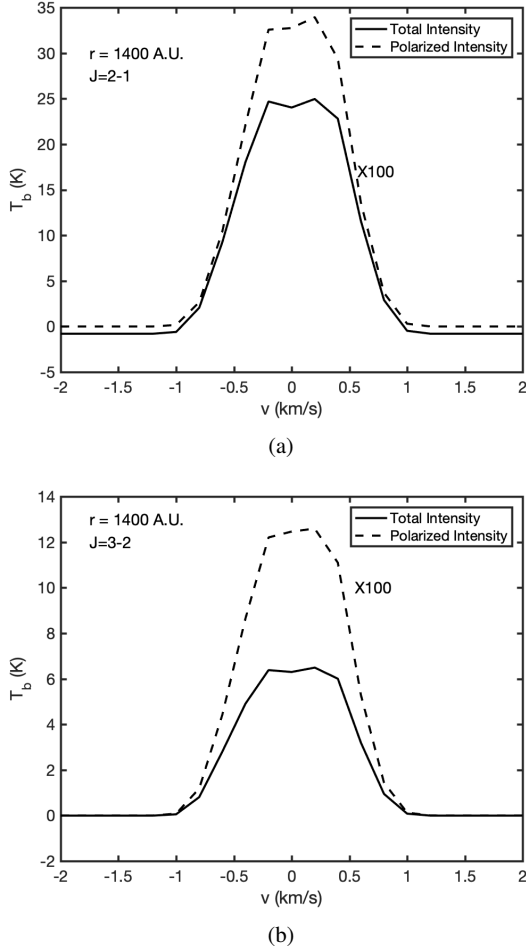 35
30
25
20
15
10
5
0
-5
T_b (K)
r = 1400 A.U.
J=2-1
Total Intensity
Polarized Intensity
X100
-2 -1.5 -1 -0.5 0 0.5 1 1.5 2
v (km/s)
(a)
14
12
10
8
6
4
2
0
-2
T_b (K)
r = 1400 A.U.
J=3-2
Total Intensity
Polarized Intensity
X100
-2 -1.5 -1 -0.5 0 0.5 1 1.5 2
v (km/s)
(b)